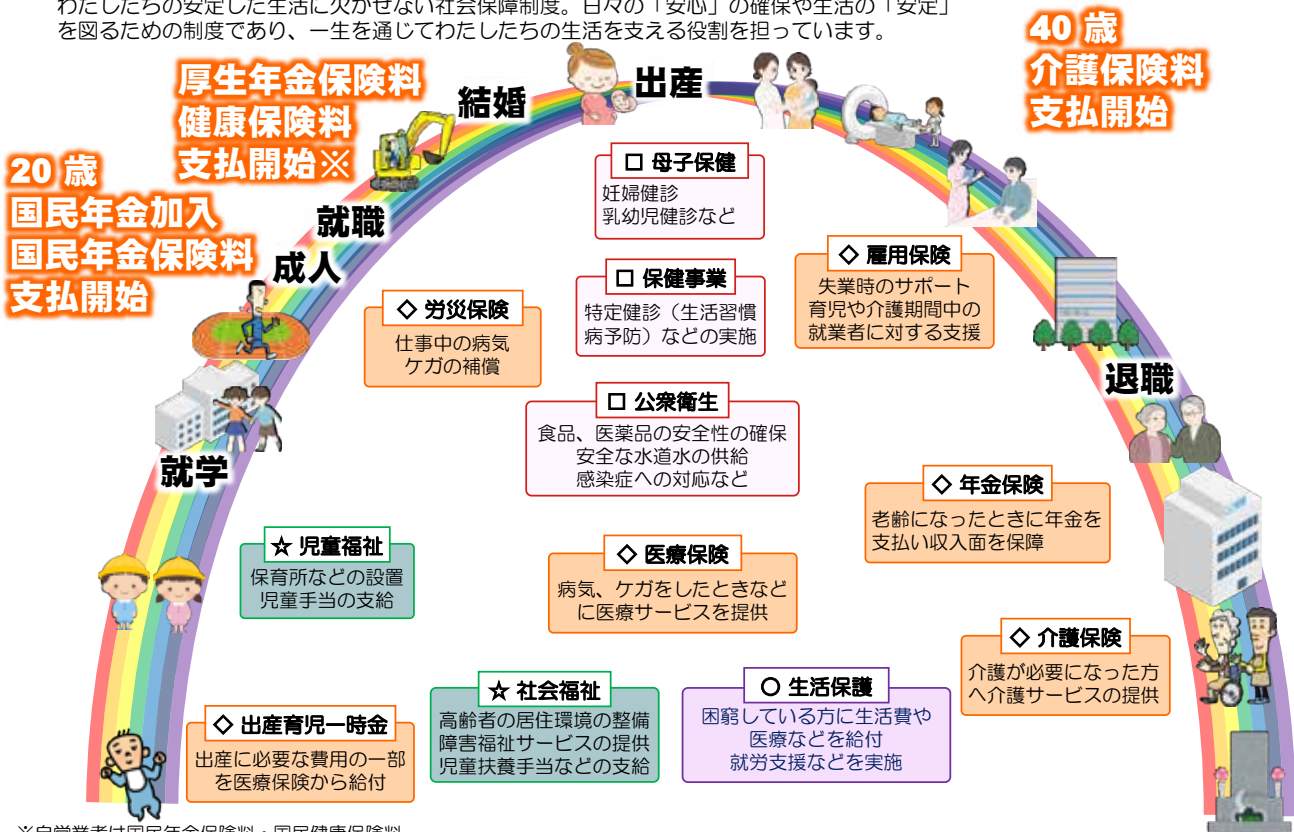 わたしたちの安定した生活に欠かせない社会保障制度。日々の「安心」の確保や生活の「安定」
を図るための制度であり、一生を通じてわたしたちの生活を支える役割を担っています。
40 歳
介護保険料
支払開始
厚生年金保険料
健康保険料
支払開始※
20 歳
国民年金加入
国民年金保険料
支払開始
出産
結婚
就職
成人
就学
退職
□ 母子保健
妊婦健診
乳幼児健診など
□ 保健事業
特定健診（生活習慣
病予防）などの実施
◇ 雇用保険
失業時のサポート
育児や介護期間中の
就業者に対する支援
◇ 労災保険
仕事中の病気
ケガの補償
□ 公衆衛生
食品、医薬品の安全性の確保
安全な水道水の供給
感染症への対応など
◇ 年金保険
老齢になったときに年金を
支払い収入面を保障
☆ 児童福祉
保育所などの設置
児童手当の支給
◇ 医療保険
病気、ケガをしたときなど
に医療サービスを提供
◇ 介護保険
介護が必要になった方
へ介護サービスの提供
☆ 社会福祉
高齢者の居住環境の整備
障害福祉サービスの提供
児童扶養手当などの支給
○ 生活保護
困窮している方に生活費や
医療などを給付
就労支援などを実施
◇ 出産育児一時金
出産に必要な費用の一部
を医療保険から給付
※自営業者は国民年金保険料・国民健康保険料